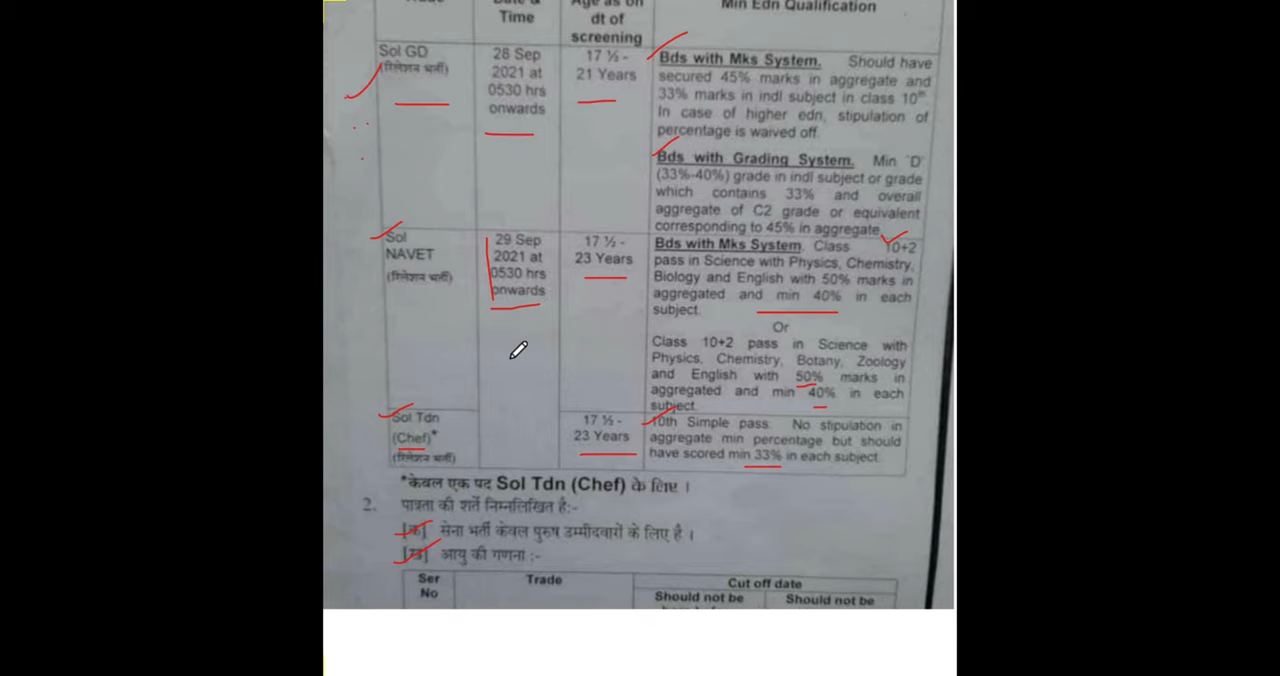 Date &
Time
Age as on
dt of
screening
Min Edn Qualification
Sol GD
(रिलेशन भर्ती)
28 Sep
2021 at
0530 hrs
onwards
17 ½ -
21 Years
Bds with Mks System. Should have
secured 45% marks in aggregate and
33% marks in indl subject in class 10th.
In case of higher edn, stipulation of
percentage is waived off.
Bds with Grading System. Min 'D'
(33%-40%) grade in indl subject or grade
which contains 33% and overall
aggregate of C2 grade or equivalent
corresponding to 45% in aggregate.
Sol
NAVET
(रिलेशन भर्ती)
29 Sep
2021 at
0530 hrs
onwards
17 ½ -
23 Years
Bds with Mks System. Class 10+2
pass in Science with Physics, Chemistry,
Biology and English with 50% marks in
aggregated and min 40% in each
subject.
Or
Class 10+2 pass in Science with
Physics, Chemistry, Botany, Zoology
and English with 50% marks in
aggregated and min 40% in each
subject.
Sol Tdn
(Chef)*
(रिलेशन भर्ती)
17 ½ -
23 Years
10th Simple pass. No stipulation in
aggregate min percentage but should
have scored min 33% in each subject.
*केवल एक पद Sol Tdn (Chef) के लिए ।
2. पात्रता की शर्ते निम्नलिखित है:-
[क] सेना भर्ती केवल पुरुष उम्मीदवारों के लिए है ।
[ख] आयु की गणना :-
Ser
No
Trade
Cut off date
Should not be
Should not be